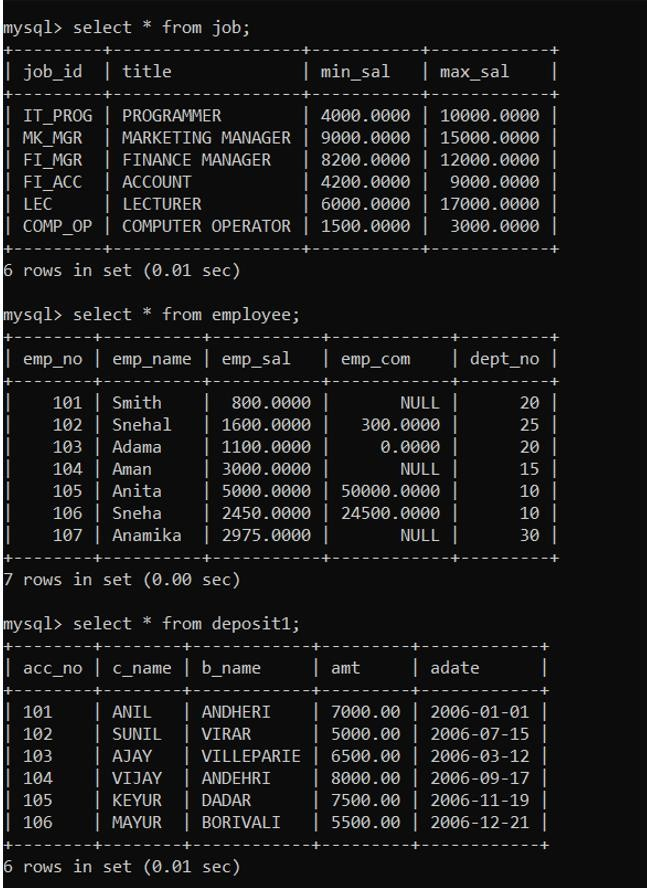 mysql> select * from job;
+---------+-------------------+-----------+------------+
| job_id  | title             | min_sal   | max_sal    |
+---------+-------------------+-----------+------------+
| IT_PROG | PROGRAMMER        | 4000.0000 | 10000.0000 |
| MK_MGR  | MARKETING MANAGER | 9000.0000 | 15000.0000 |
| FI_MGR  | FINANCE MANAGER   | 8200.0000 | 12000.0000 |
| FI_ACC  | ACCOUNT           | 4200.0000 |  9000.0000 |
| LEC     | LECTURER          | 6000.0000 | 17000.0000 |
| COMP_OP | COMPUTER OPERATOR | 1500.0000 |  3000.0000 |
+---------+-------------------+-----------+------------+
6 rows in set (0.01 sec)
mysql> select * from employee;
+--------+----------+-----------+------------+---------+
| emp_no | emp_name | emp_sal   | emp_com    | dept_no |
+--------+----------+-----------+------------+---------+
|    101 | Smith    |  800.0000 |       NULL |      20 |
|    102 | Snehal   | 1600.0000 |   300.0000 |      25 |
|    103 | Adama    | 1100.0000 |     0.0000 |      20 |
|    104 | Aman     | 3000.0000 |       NULL |      15 |
|    105 | Anita    | 5000.0000 | 50000.0000 |      10 |
|    106 | Sneha    | 2450.0000 | 24500.0000 |      10 |
|    107 | Anamika  | 2975.0000 |       NULL |      30 |
+--------+----------+-----------+------------+---------+
7 rows in set (0.00 sec)
mysql> select * from deposit1;
+--------+--------+------------+---------+------------+
| acc_no | c_name | b_name     | amt     | adate      |
+--------+--------+------------+---------+------------+
| 101    | ANIL   | ANDHERI    | 7000.00 | 2006-01-01 |
| 102    | SUNIL  | VIRAR      | 5000.00 | 2006-07-15 |
| 103    | AJAY   | VILLEPARIE | 6500.00 | 2006-03-12 |
| 104    | VIJAY  | ANDEHRI    | 8000.00 | 2006-09-17 |
| 105    | KEYUR  | DADAR      | 7500.00 | 2006-11-19 |
| 106    | MAYUR  | BORIVALI   | 5500.00 | 2006-12-21 |
+--------+--------+------------+---------+------------+
6 rows in set (0.01 sec)